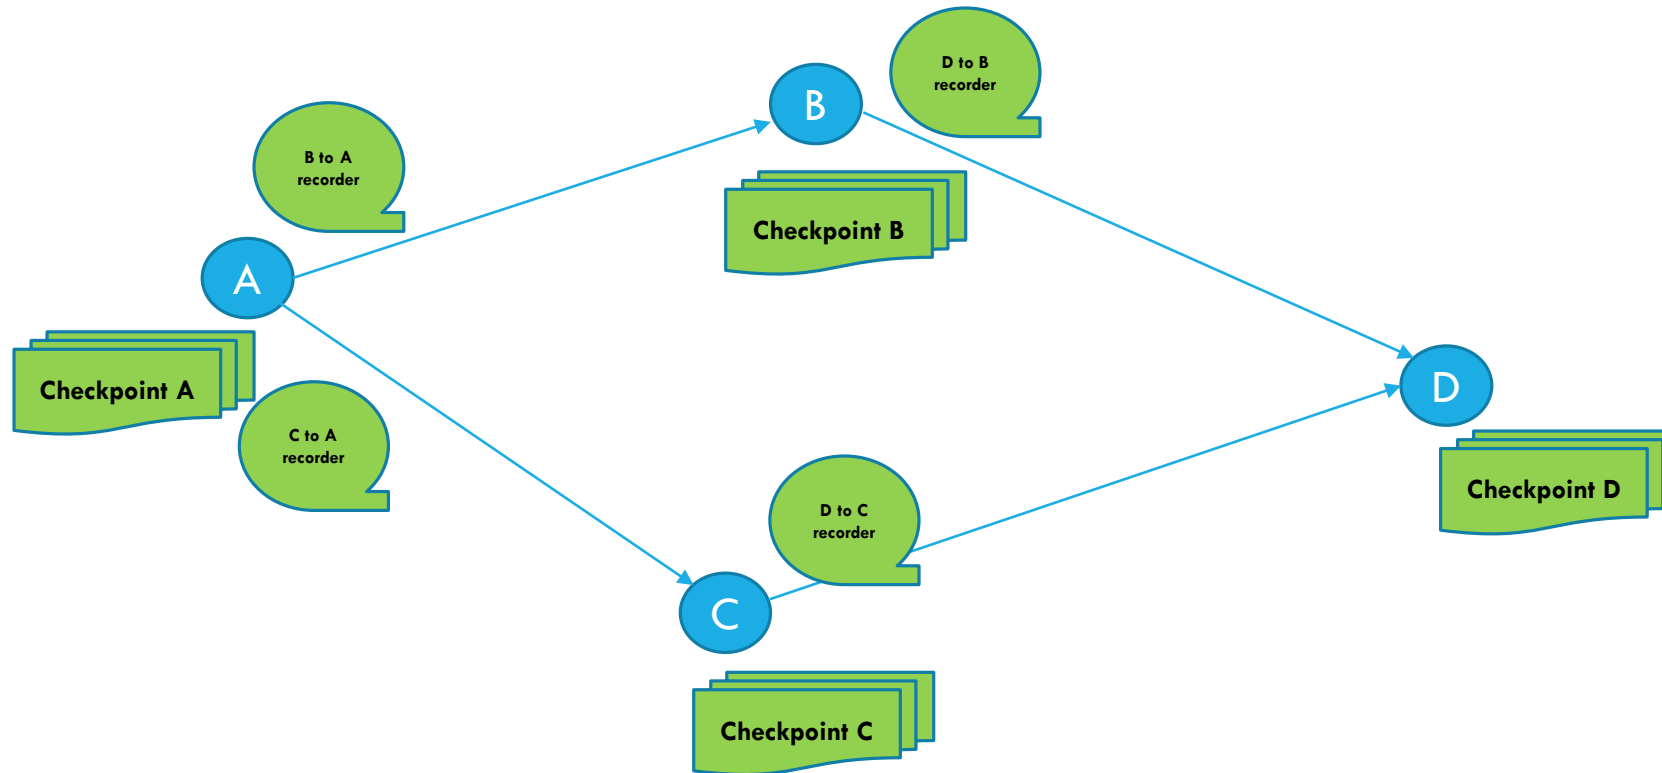 D to B
recorder
B
B to A
recorder
Checkpoint B
A
Checkpoint A
D
C to A
recorder
Checkpoint D
D to C
recorder
C
Checkpoint C